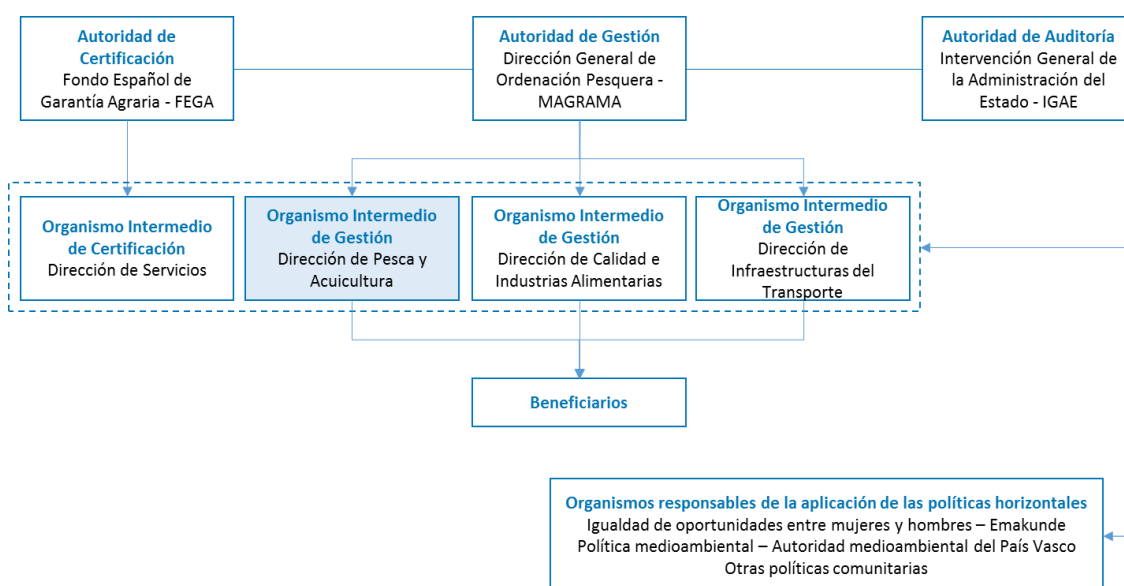 Autoridad de
Certificación
Fondo Español de
Garantía Agraria - FEGA
Autoridad de Gestión
Dirección General de
Ordenación Pesquera -
MAGRAMA
Autoridad de Auditoría
Intervención General de
la Administración del
Estado - IGAE
Organismo Intermedio
de Certificación
Dirección de Servicios
Organismo Intermedio
de Gestión
Dirección de Pesca y
Acuicultura
Organismo Intermedio
de Gestión
Dirección de Calidad e
Industrias Alimentarias
Organismo Intermedio
de Gestión
Dirección de
Infraestructuras del
Transporte
Beneficiarios
Organismos responsables de la aplicación de las políticas horizontales
Igualdad de oportunidades entre mujeres y hombres – Emakunde
Política medioambiental – Autoridad medioambiental del País Vasco
Otras políticas comunitarias